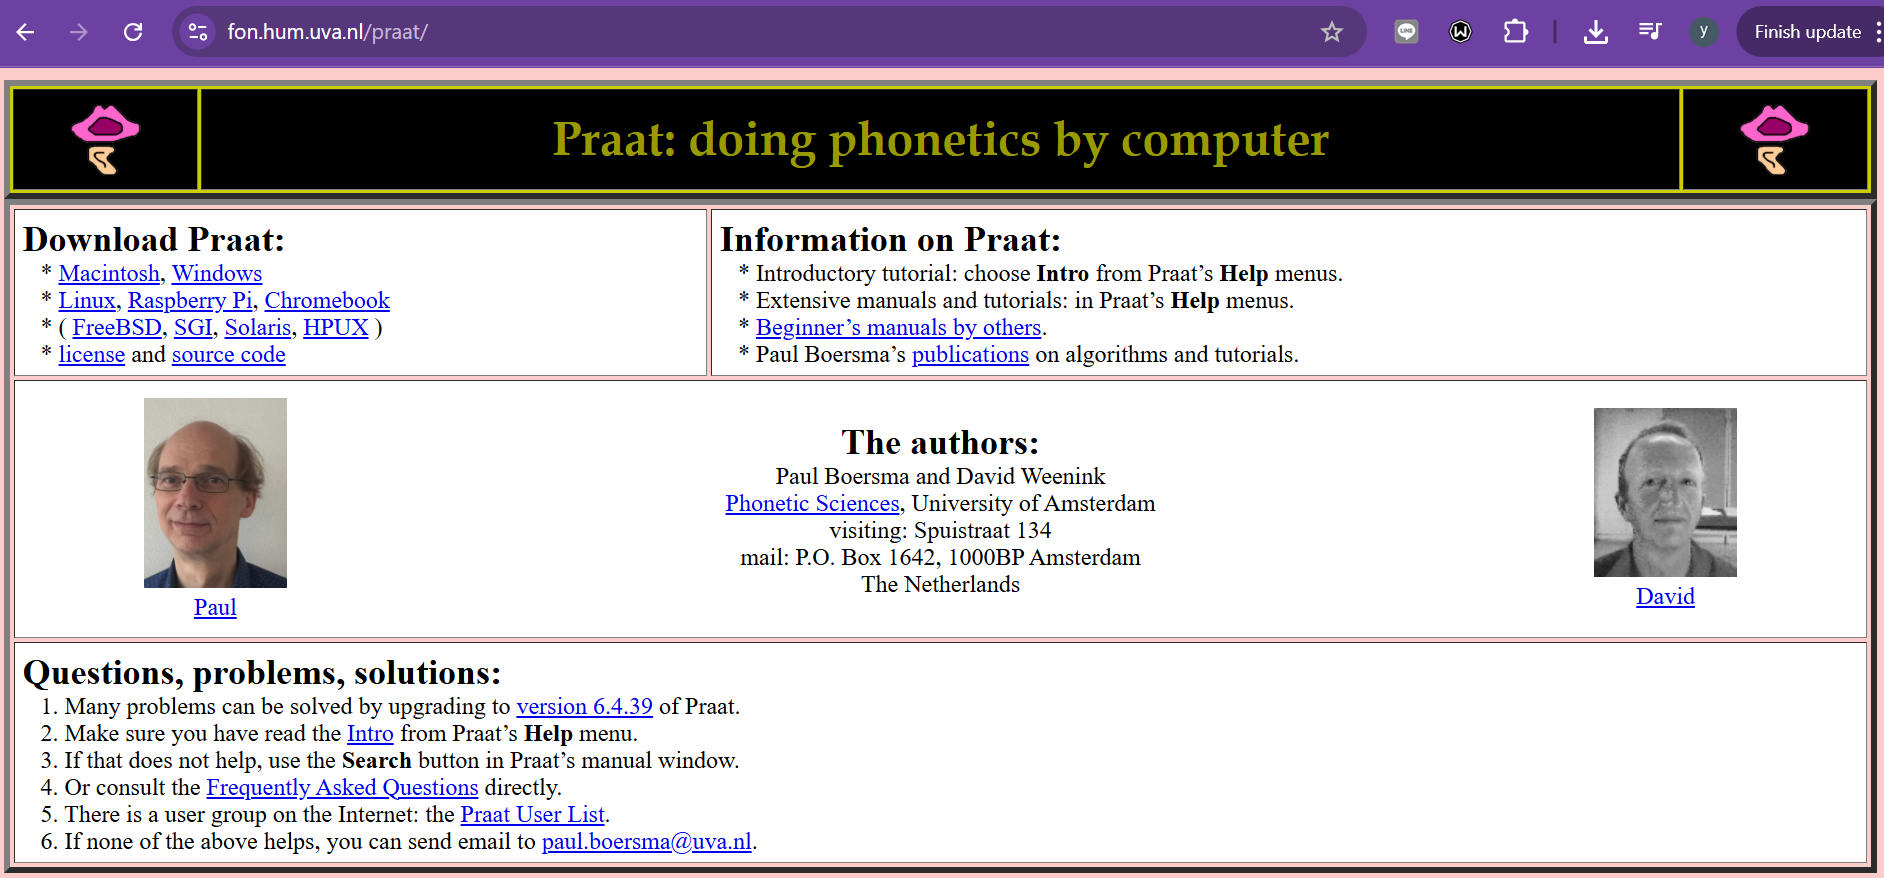 fon.hum.uva.nl/praat/
LINE
W
y
Finish update
Praat: doing phonetics by computer
Download Praat:
* Macintosh, Windows
* Linux, Raspberry Pi, Chromebook
* ( FreeBSD, SGI, Solaris, HPUX )
* license and source code
Information on Praat:
* Introductory tutorial: choose Intro from Praat’s Help menus.
* Extensive manuals and tutorials: in Praat’s Help menus.
* Beginner’s manuals by others.
* Paul Boersma’s publications on algorithms and tutorials.
Paul
The authors:
Paul Boersma and David Weenink
Phonetic Sciences, University of Amsterdam
visiting: Spuistraat 134
mail: P.O. Box 1642, 1000BP Amsterdam
The Netherlands
David
Questions, problems, solutions:
1. Many problems can be solved by upgrading to version 6.4.39 of Praat.
2. Make sure you have read the Intro from Praat’s Help menu.
3. If that does not help, use the Search button in Praat’s manual window.
4. Or consult the Frequently Asked Questions directly.
5. There is a user group on the Internet: the Praat User List.
6. If none of the above helps, you can send email to paul.boersma@uva.nl.